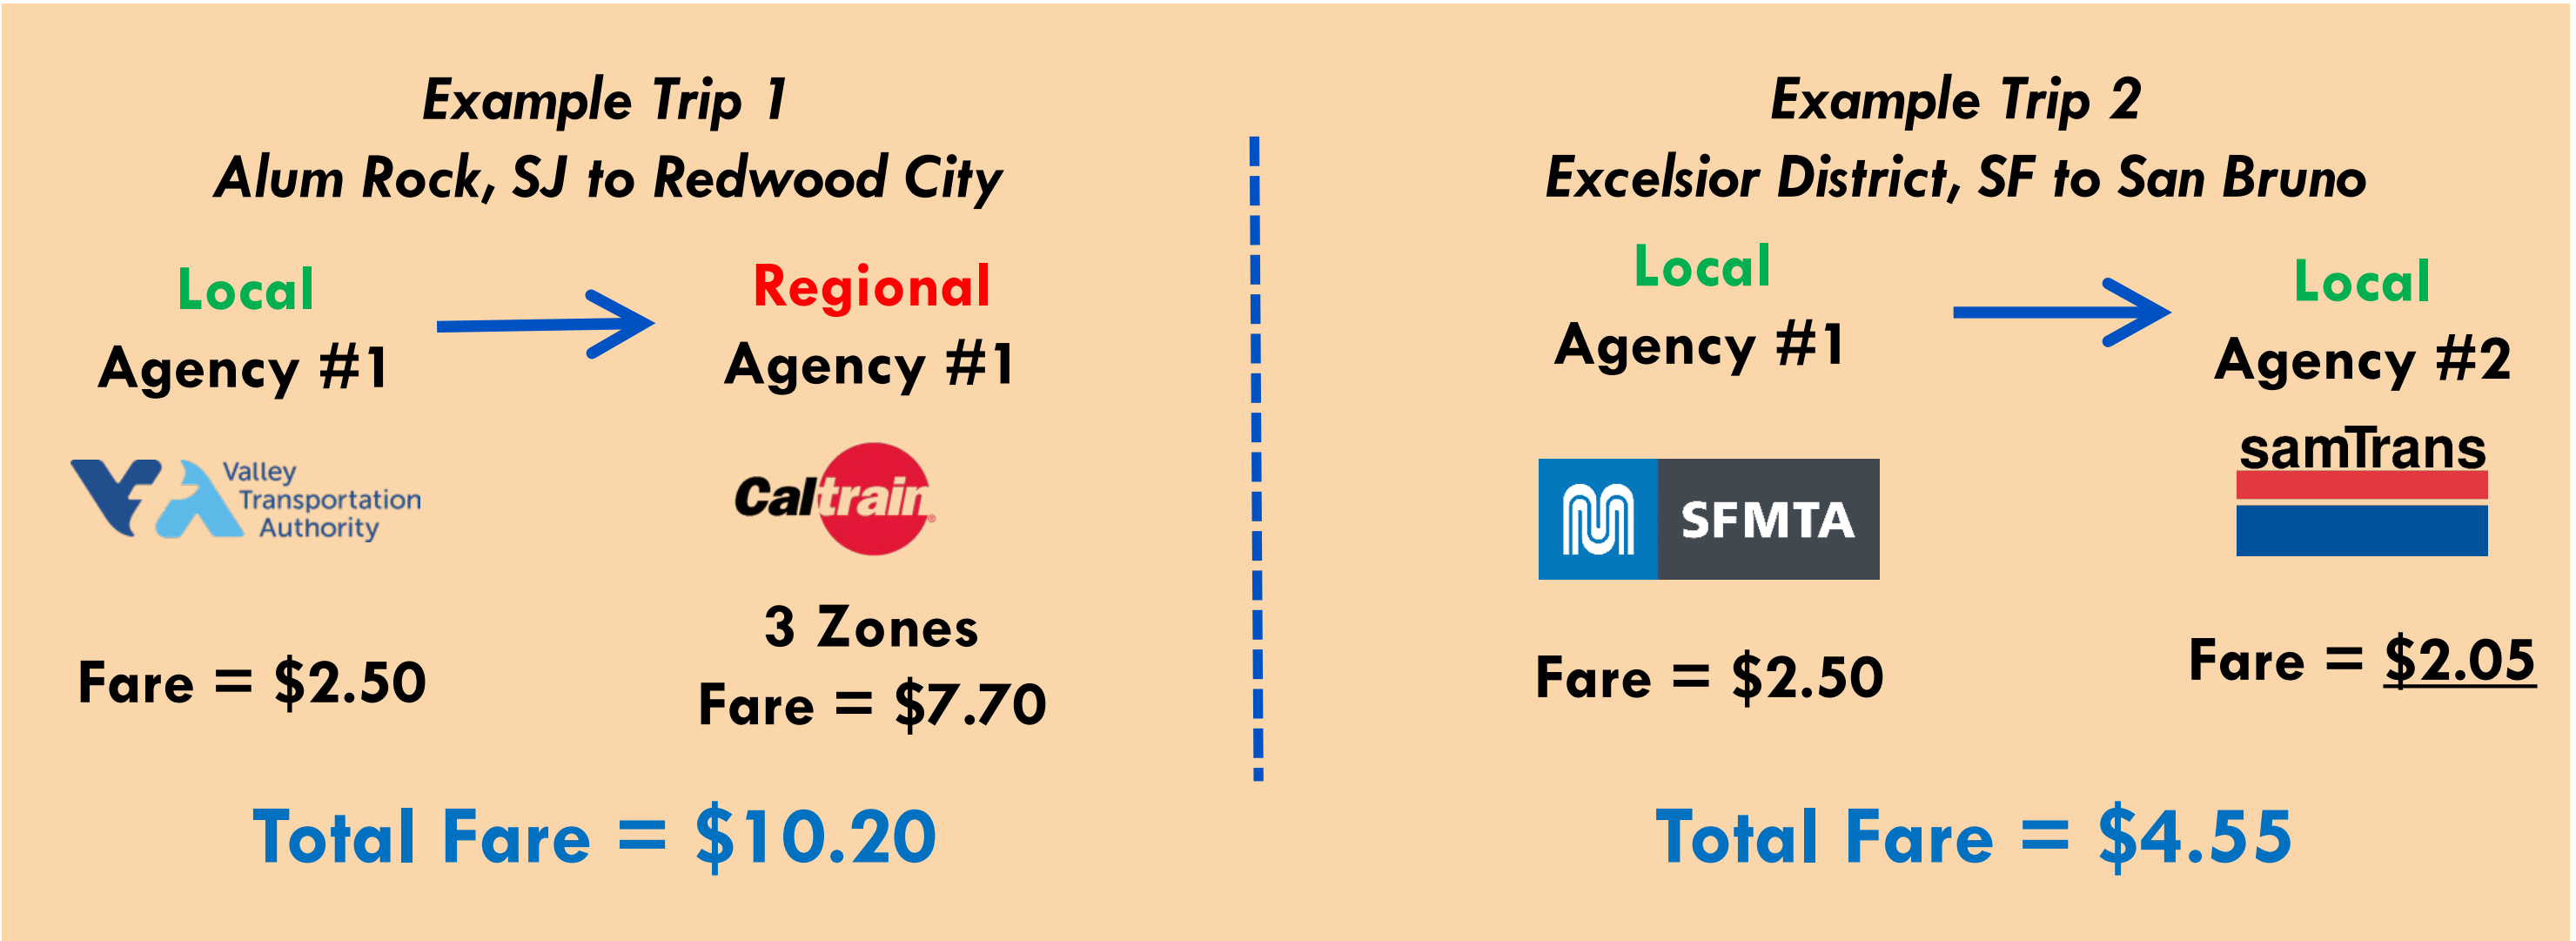 Example Trip 1
Alum Rock, SJ to Redwood City
Local
Agency #1
Regional
Agency #1
Valley
Transportation
Authority
Caltrain®
3 Zones
Fare = $2.50
Fare = $7.70
Total Fare = $10.20
Example Trip 2
Excelsior District, SF to San Bruno
Local
Agency #1
Local
Agency #2
SFMTA
samTrans
Fare = $2.50
Fare = $2.05
Total Fare = $4.55